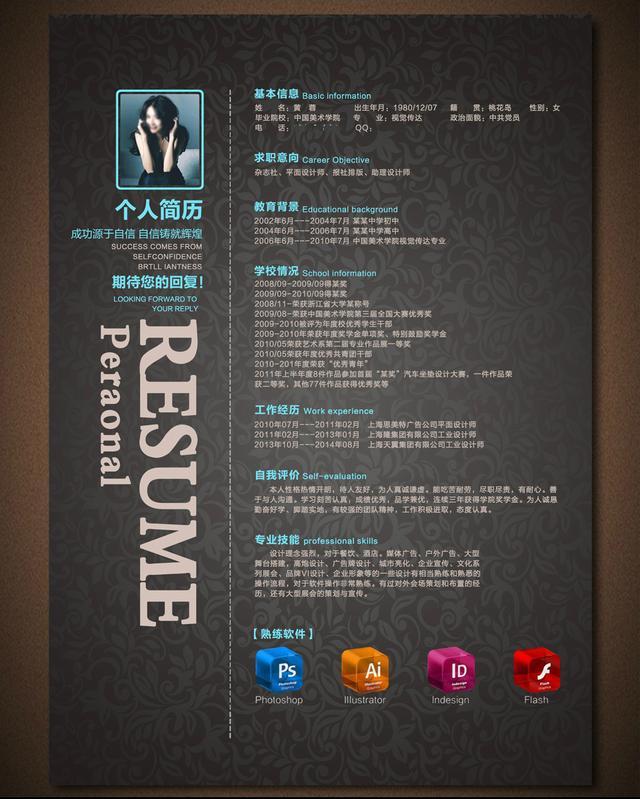 个人简历
成功源于自信 自信铸就辉煌
SUCCESS COMES FROM
SELFCONFIDENCE
BRTLL IANTNESS
期待您的回复!
LOOKING FORWARD TO
YOUR REPLY
RESUME
Peraonal
基本信息 Basic information
姓 名：黄 蓉 出生年月：1980/12/07 籍 贯：桃花岛 性别：女
毕业院校：中国美术学院 专 业：视觉传达 政治面貌：中共党员
电 话： QQ：
求职意向 Career Objective
杂志社、平面设计师、报社排版、助理设计师
教育背景 Educational background
2002年6月---2004年7月 某某中学初中
2004年6月---2006年7月 某某中学高中
2006年6月---2010年7月 中国美术学院视觉传达专业
学校情况 School information
2008/09-2009/09得某奖
2009/09-2010/09得某奖
2008/11-荣获浙江省大学某称号
2009/08-荣获中国美术学院第三届全国大赛优秀奖
2009-2010被评为年度校优秀学生干部
2009-2010年荣获年度奖学金单项奖、特别鼓励奖学金
2010/05荣获艺术系第二届专业作品展一等奖
2010/05荣获年度优秀共青团干部
2010-201年度荣获“优秀青年”
2011年上半年度8件作品参加首届“某奖”汽车坐垫设计大赛，一件作品荣
获二等奖，其他77件作品获得优秀奖等
工作经历 Work experience
2010年07月---2011年02月 上海思美特广告公司平面设计师
2011年02月---2013年01月 上海隆集团有限公司工业设计师
2013年10月---2014年08月 上海天翼集团有限公司工业设计师
自我评价 Self-evaluation
本人性格热情开朗，待人友好，为人真诚谦虚。能吃苦耐劳，尽职尽责，有耐心。善
于与人沟通。学习刻苦认真，成绩优秀，品学兼优，连续三年获得学院奖学金。为人诚恳
勤奋好学、脚踏实地，有较强的团队精神，工作积极进取，态度认真。
专业技能 professional skills
设计理念强烈，对于餐饮、酒店。媒体广告、户外广告、大型
舞台搭建，高炮设计、广告牌设计、城市亮化、企业宣传、文化系
列展会、品牌VI设计、企业形象等的一些设计有相当熟练和熟悉的
操作流程，对于软件操作非常熟练。有过对外会场策划和布置的经
历，还有大型展会的策划与宣传。
【熟练软件】
Ps Ai ID
Photoshop Illustrator Indesign Flash